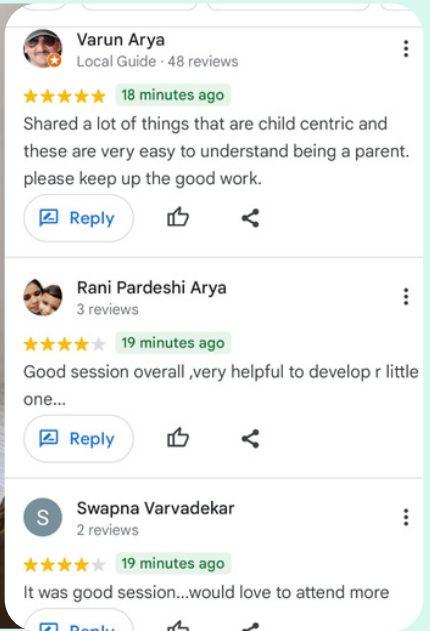 Varun Arya
Local Guide · 48 reviews
18 minutes ago
Shared a lot of things that are child centric and
these are very easy to understand being a parent.
please keep up the good work.
Reply
Rani Pardeshi Arya
3 reviews
19 minutes ago
Good session overall ,very helpful to develop r little
one...
Reply
S
Swapna Varvadekar
2 reviews
19 minutes ago
It was good session...would love to attend more
Reply